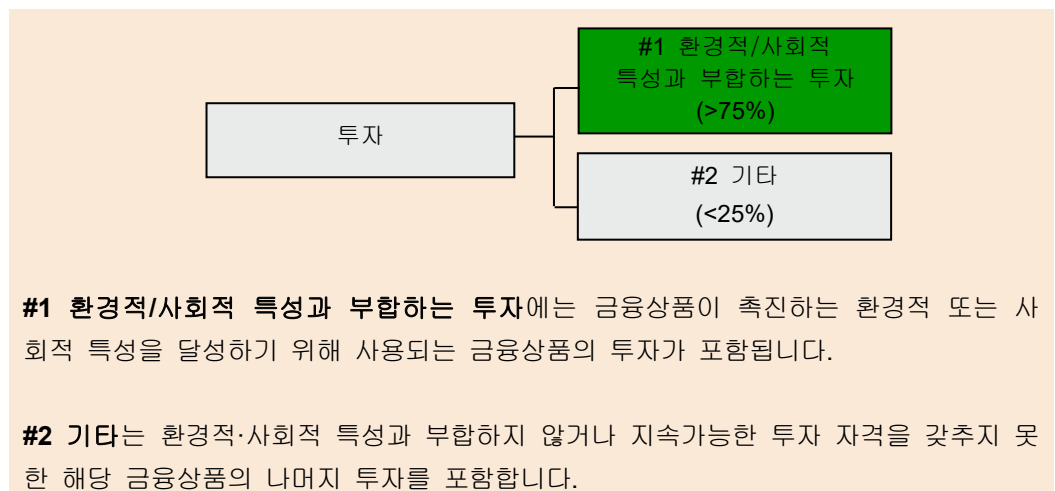 #1 환경적/사회적
특성과 부합하는 투자
(>75%)
투자
#2 기타
(<25%)
#1 환경적/사회적 특성과 부합하는 투자에는 금융상품이 촉진하는 환경적 또는 사
회적 특성을 달성하기 위해 사용되는 금융상품의 투자가 포함됩니다.
#2 기타는 환경적·사회적 특성과 부합하지 않거나 지속가능한 투자 자격을 갖추지 못
한 해당 금융상품의 나머지 투자를 포함합니다.